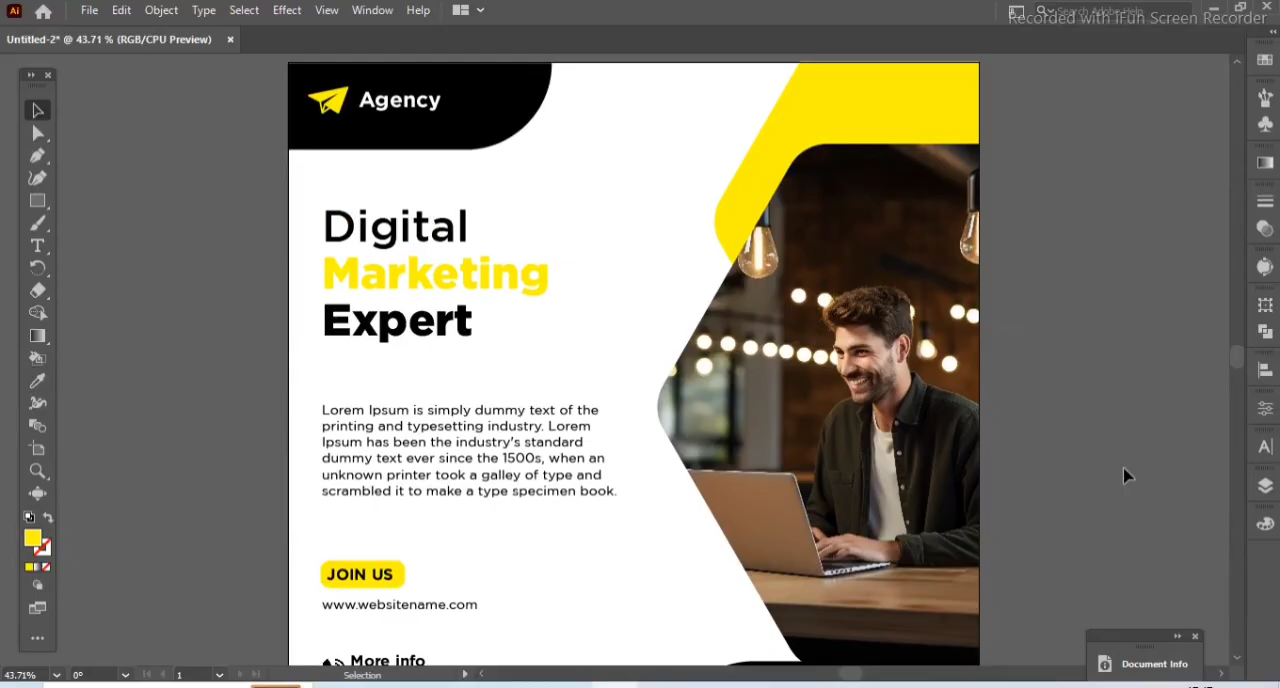 Ai File Edit Object Type Select Effect View Window Help
Search Adobe Help
Recorded with iFun Screen Recorder
Untitled-2* @ 43.71 % (RGB/CPU Preview) ×
Agency
Digital
Marketing
Expert
Lorem Ipsum is simply dummy text of the
printing and typesetting industry. Lorem
Ipsum has been the industry's standard
dummy text ever since the 1500s, when an
unknown printer took a galley of type and
scrambled it to make a type specimen book.
JOIN US
www.websitename.com
More info
Document Info
43.71% 0° 1 Selection